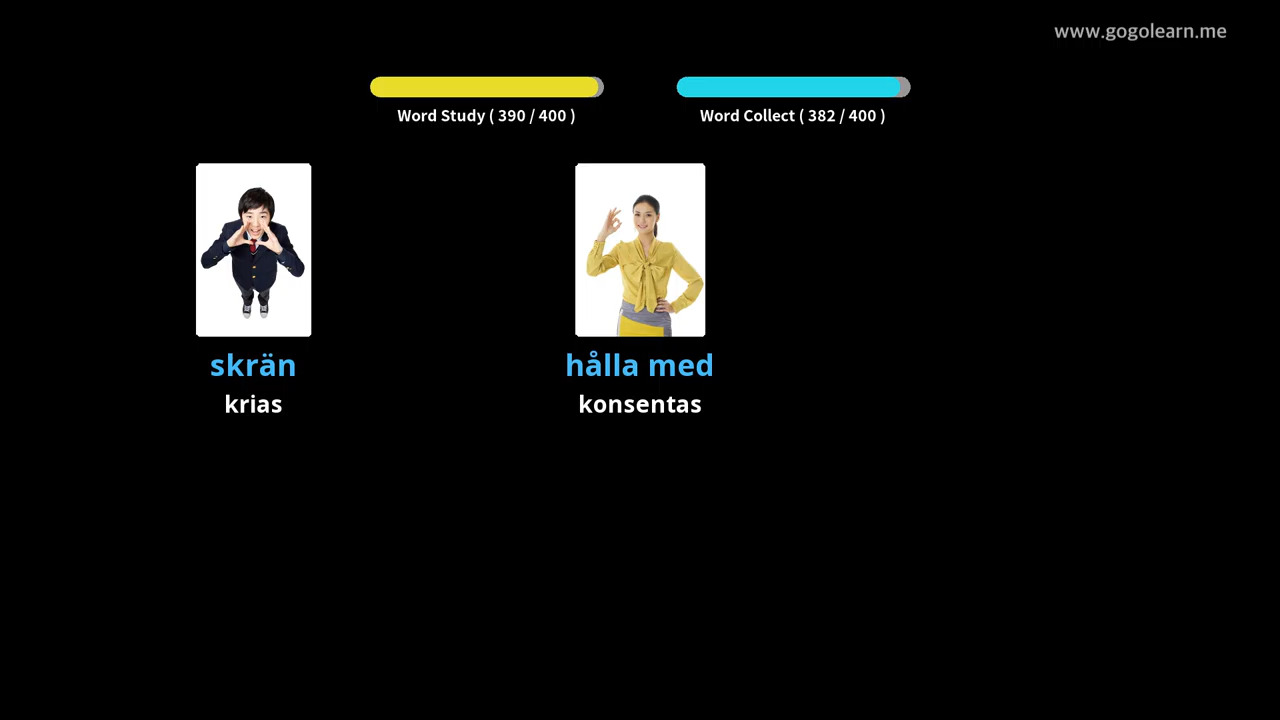 www.gogolearn.me
Word Study ( 390 / 400 )
Word Collect ( 382 / 400 )
skrän
hålla med
krias
konsentas